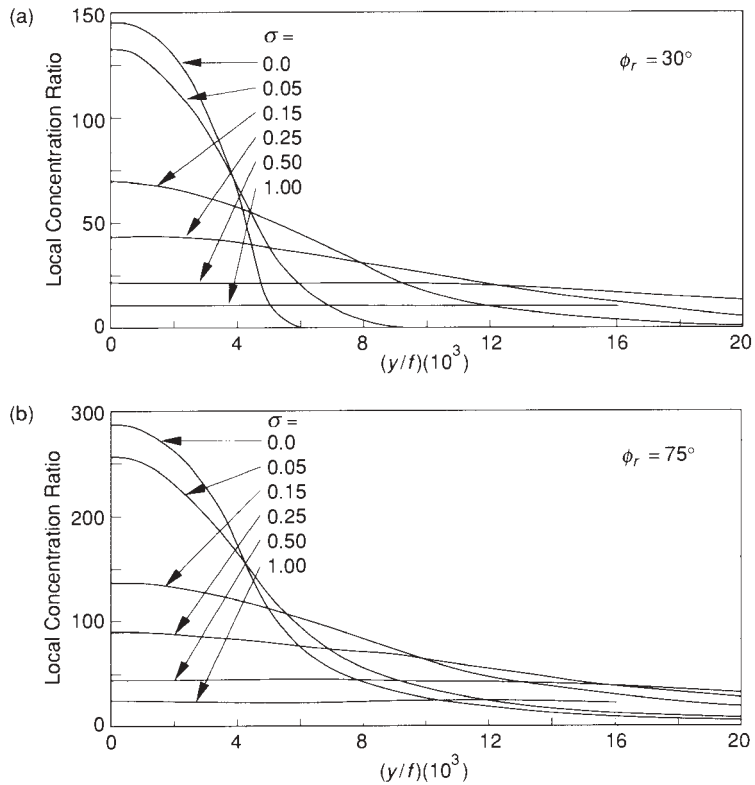 (a)
150
100
50
0
Local Concentration Ratio
σ =
0.0
0.05
0.15
0.25
0.50
1.00
ϕr = 30°
0 4 8 12 16 20
(y/f)(10³)
(b)
300
200
100
0
Local Concentration Ratio
σ =
0.0
0.05
0.15
0.25
0.50
1.00
ϕr = 75°
0 4 8 12 16 20
(y/f)(10³)